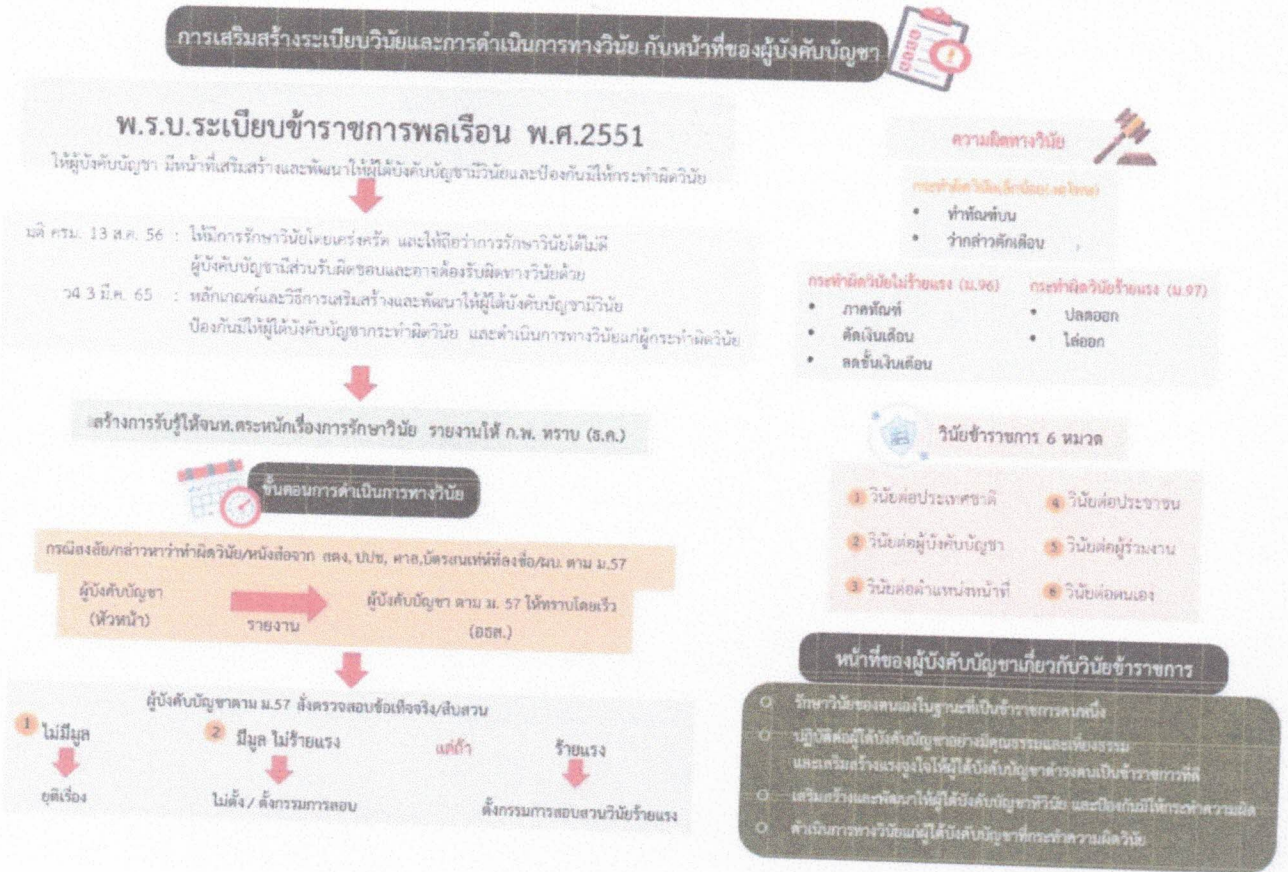 การเสริมสร้างระเบียบวินัยและการดำเนินการทางวินัย กับหน้าที่ของผู้บังคับบัญชา
พ.ร.บ.ระเบียบข้าราชการพลเรือน พ.ศ.2551
ให้ผู้บังคับบัญชา มีหน้าที่เสริมสร้างและพัฒนาให้ผู้ใต้บังคับบัญชามีวินัยและป้องกันมิให้กระทำผิดวินัย
มติ ครม. 13 ส.ค. 56 : ให้มีการรักษาวินัยโดยเคร่งครัด และให้ถือว่าการรักษาวินัยได้ไม่ดี
ผู้บังคับบัญชามีส่วนรับผิดชอบและอาจต้องรับผิดทางวินัยด้วย
ว4 3 มี.ค. 65 : หลักเกณฑ์และวิธีการเสริมสร้างและพัฒนาให้ผู้ใต้บังคับบัญชามีวินัย
ป้องกันมิให้ผู้ใต้บังคับบัญชากระทำผิดวินัย และดำเนินการทางวินัยแก่ผู้กระทำผิดวินัย
สร้างการรับรู้ให้จนท.ตระหนักเรื่องการรักษาวินัย รายงานให้ ก.พ. ทราบ (ธ.ค.)
ขั้นตอนการดำเนินการทางวินัย
กรณีสงสัย/กล่าวหาว่าทำผิดวินัย/หนังสือจาก สตง, ปปช, ศาล,บัตรสนเท่ห์ที่ลงชื่อ/ผบ. ตาม ม.57
ผู้บังคับบัญชา
(หัวหน้า)
รายงาน
ผู้บังคับบัญชา ตาม ม. 57 ให้ทราบโดยเร็ว
(อธส.)
ผู้บังคับบัญชาตาม ม.57 สั่งตรวจสอบข้อเท็จจริง/สืบสวน
1 ไม่มีมูล
2 มีมูล ไม่ร้ายแรง
แต่ถ้า
ร้ายแรง
ยุติเรื่อง
ไม่ตั้ง / ตั้งกรรมการสอบ
ตั้งกรรมการสอบสวนวินัยร้ายแรง
ความผิดทางวินัย
กระทำผิดวินัยเล็กน้อย(งดโทษ)
• ทำทัณฑ์บน
• ว่ากล่าวตักเตือน
กระทำผิดวินัยไม่ร้ายแรง (ม.96)
• ภาคทัณฑ์
• ตัดเงินเดือน
• ลดขั้นเงินเดือน
กระทำผิดวินัยร้ายแรง (ม.97)
• ปลดออก
• ไล่ออก
วินัยข้าราชการ 6 หมวด
1 วินัยต่อประเทศชาติ
2 วินัยต่อผู้บังคับบัญชา
3 วินัยต่อตำแหน่งหน้าที่
4 วินัยต่อประชาชน
5 วินัยต่อผู้ร่วมงาน
6 วินัยต่อตนเอง
หน้าที่ของผู้บังคับบัญชาเกี่ยวกับวินัยข้าราชการ
รักษาวินัยของตนเองในฐานะที่เป็นข้าราชการคนหนึ่ง
ปฏิบัติต่อผู้ใต้บังคับบัญชาอย่างมีคุณธรรมและเที่ยงธรรม
และเสริมสร้างแรงจูงใจให้ผู้ใต้บังคับบัญชาดำรงตนเป็นข้าราชการที่ดี
เสริมสร้างและพัฒนาให้ผู้ใต้บังคับบัญชามีวินัย และป้องกันมิให้กระทำความผิด
ดำเนินการทางวินัยแก่ผู้ใต้บังคับบัญชาที่กระทำความผิดวินัย